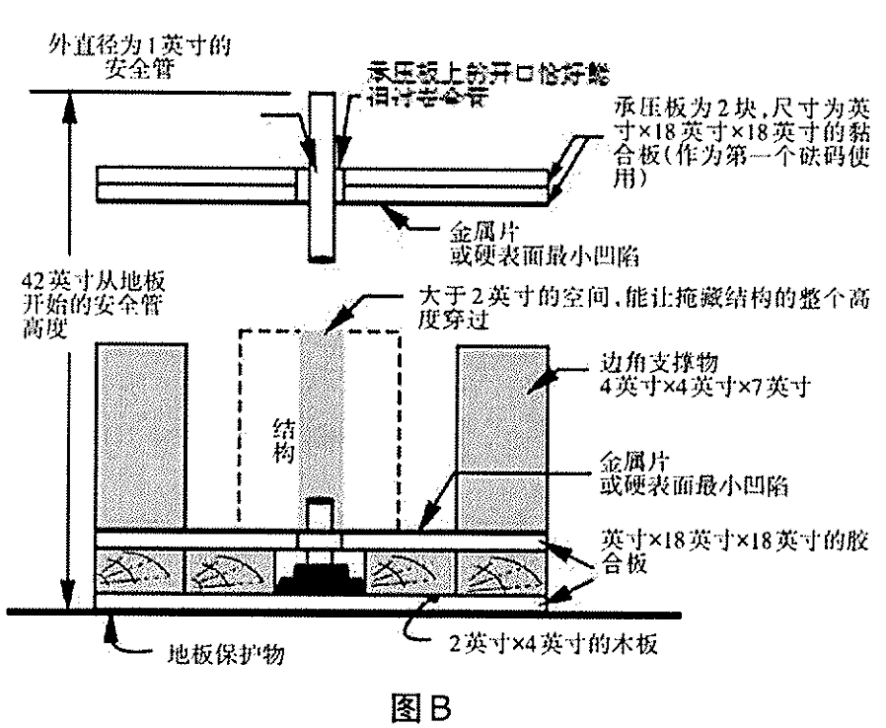 外直径为1英寸的
安全管
承压板上的开口恰好能
承压板为2块,尺寸为英
寸×18英寸×18英寸的黏
合板(作为第一个砝码使
用)
金属片
或硬表面最小凹陷
42英寸从地板
开始的安全管
高度
大于2英寸的空间,能让掩藏结构的整个高
度穿过
边角支撑物
4英寸×4英寸×7英寸
结构
金属片
或硬表面最小凹陷
英寸×18英寸×18英寸的胶
合板
2英寸×4英寸的木板
地板保护物
图B